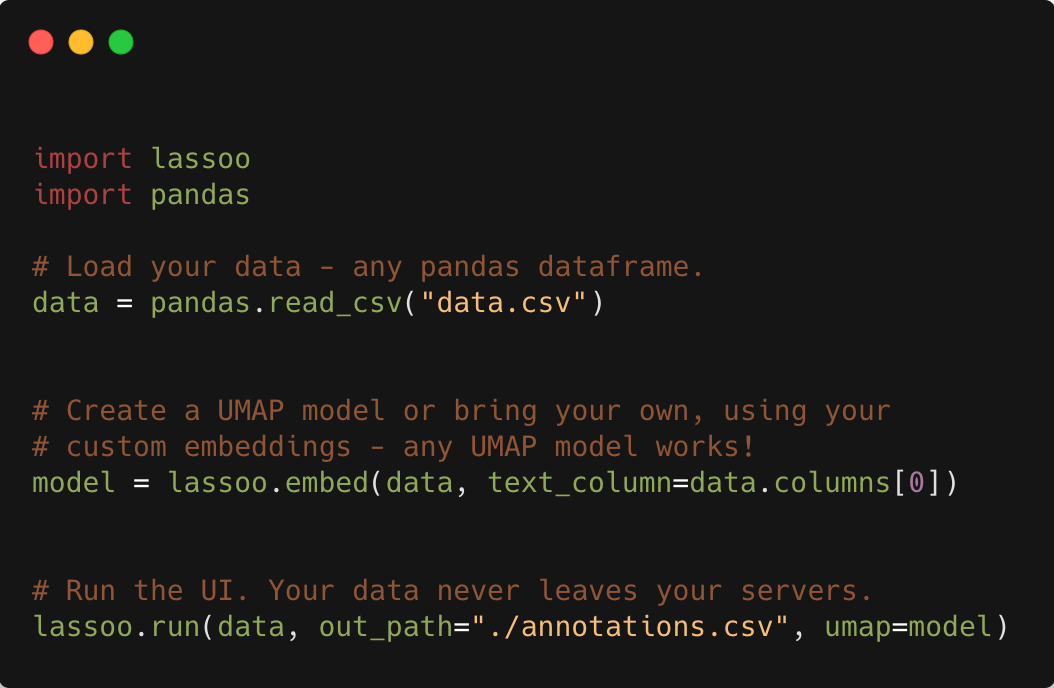 import lassoo
import pandas
# Load your data - any pandas dataframe.
data = pandas.read_csv("data.csv")
# Create a UMAP model or bring your own, using your
# custom embeddings - any UMAP model works!
model = lassoo.embed(data, text_column=data.columns[0])
# Run the UI. Your data never leaves your servers.
lassoo.run(data, out_path="./annotations.csv", umap=model)